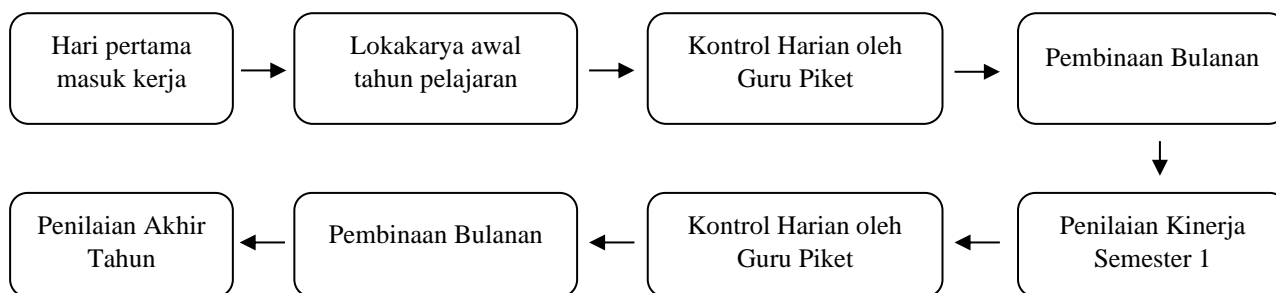 Hari pertama
masuk kerja
Lokakarya awal
tahun pelajaran
Kontrol Harian oleh
Guru Piket
Pembinaan Bulanan
Penilaian Kinerja
Semester 1
Kontrol Harian oleh
Guru Piket
Pembinaan Bulanan
Penilaian Akhir
Tahun